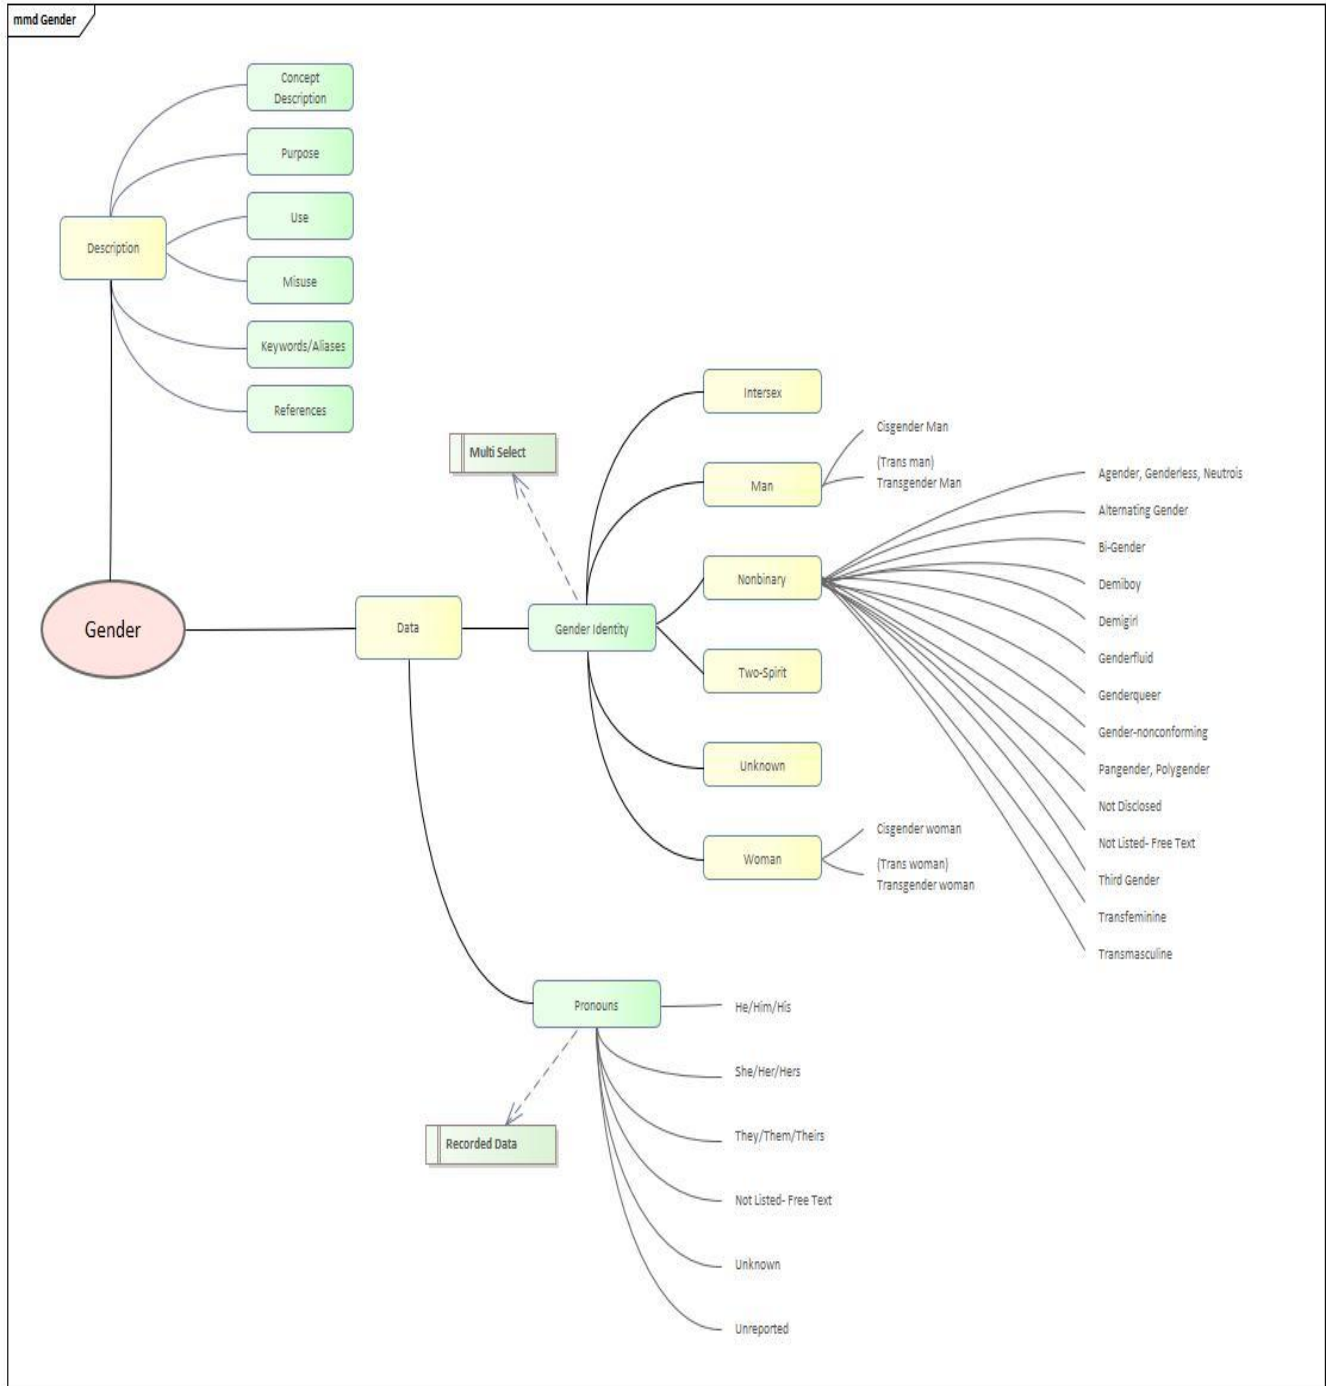 mmd Gender
Concept
Description
Purpose
Use
Description
Misuse
Keywords/Aliases
References
Gender
Data
Multi Select
Gender Identity
Intersex
Man
Cisgender Man
(Trans man)
Transgender Man
Nonbinary
Agender, Genderless, Neutrois
Alternating Gender
Bi-Gender
Demiboy
Demigirl
Genderfluid
Genderqueer
Gender-nonconforming
Pangender, Polygender
Not Disclosed
Not Listed- Free Text
Third Gender
Transfeminine
Transmasculine
Two-Spirit
Unknown
Woman
Cisgender woman
(Trans woman)
Transgender woman
Pronouns
Recorded Data
He/Him/His
She/Her/Hers
They/Them/Theirs
Not Listed- Free Text
Unknown
Unreported